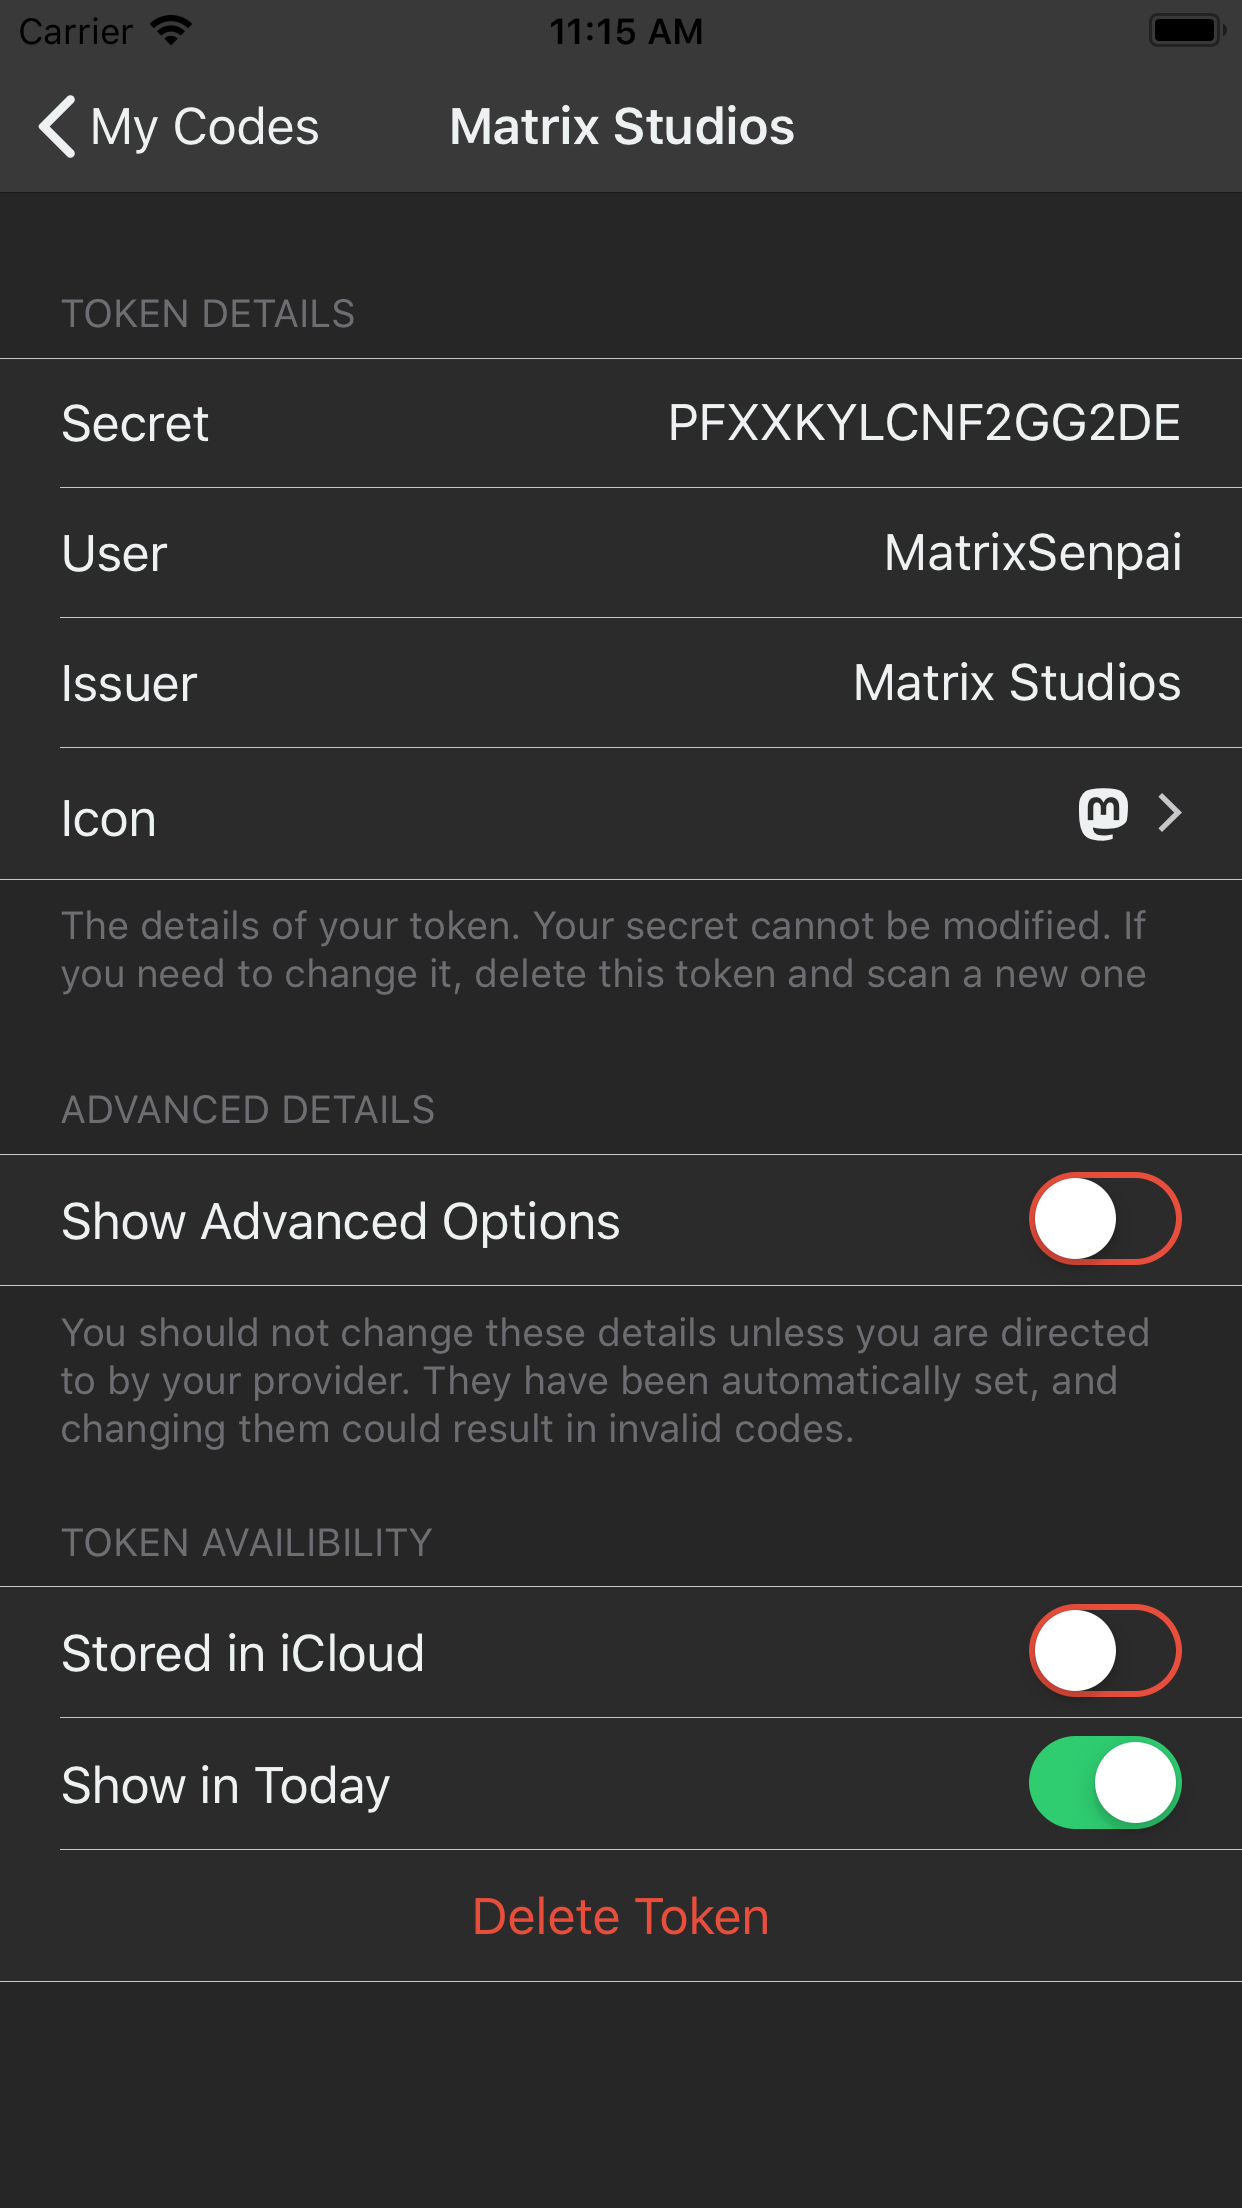 Carrier 11:15 AM
My Codes Matrix Studios
TOKEN DETAILS
Secret PFXXKYLCNF2GG2DE
User MatrixSenpai
Issuer Matrix Studios
Icon
The details of your token. Your secret cannot be modified. If
you need to change it, delete this token and scan a new one
ADVANCED DETAILS
Show Advanced Options
You should not change these details unless you are directed
to by your provider. They have been automatically set, and
changing them could result in invalid codes.
TOKEN AVAILIBILITY
Stored in iCloud
Show in Today
Delete Token